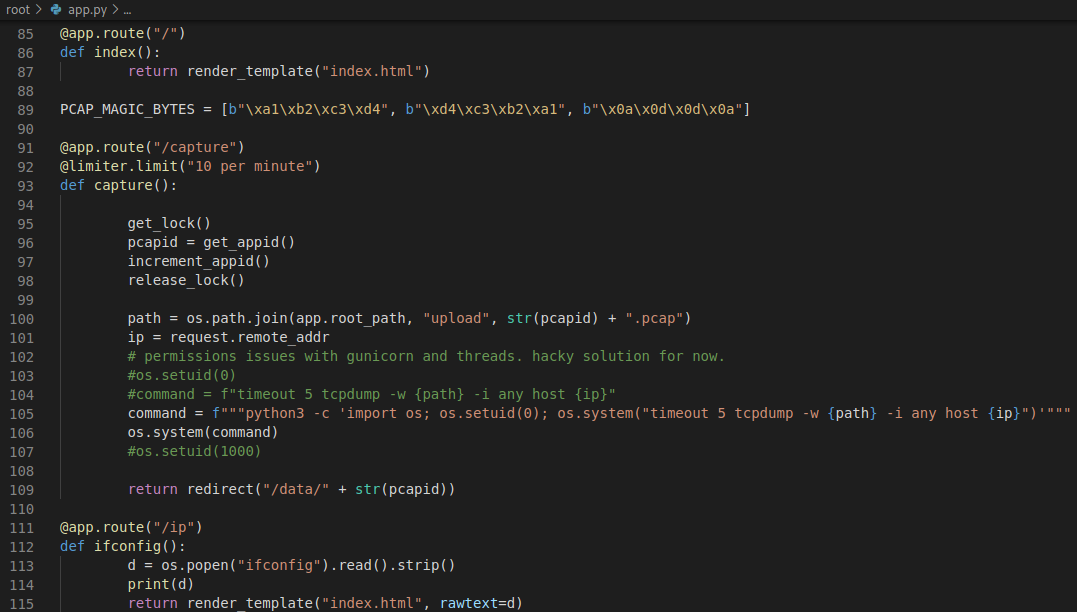 root > app.py > ...
85 @app.route("/")
86 def index():
87 return render_template("index.html")
88
89 PCAP_MAGIC_BYTES = [b"\xa1\xb2\xc3\xd4", b"\xd4\xc3\xb2\xa1", b"\x0a\x0d\x0d\x0a"]
90
91 @app.route("/capture")
92 @limiter.limit("10 per minute")
93 def capture():
94
95 get_lock()
96 pcapid = get_appid()
97 increment_appid()
98 release_lock()
99
100 path = os.path.join(app.root_path, "upload", str(pcapid) + ".pcap")
101 ip = request.remote_addr
102 # permissions issues with gunicorn and threads. hacky solution for now.
103 #os.setuid(0)
104 #command = f"timeout 5 tcpdump -w {path} -i any host {ip}"
105 command = f"""python3 -c 'import os; os.setuid(0); os.system("timeout 5 tcpdump -w {path} -i any host {ip}")'"""
106 os.system(command)
107 #os.setuid(1000)
108
109 return redirect("/data/" + str(pcapid))
110
111 @app.route("/ip")
112 def ifconfig():
113 d = os.popen("ifconfig").read().strip()
114 print(d)
115 return render_template("index.html", rawtext=d)